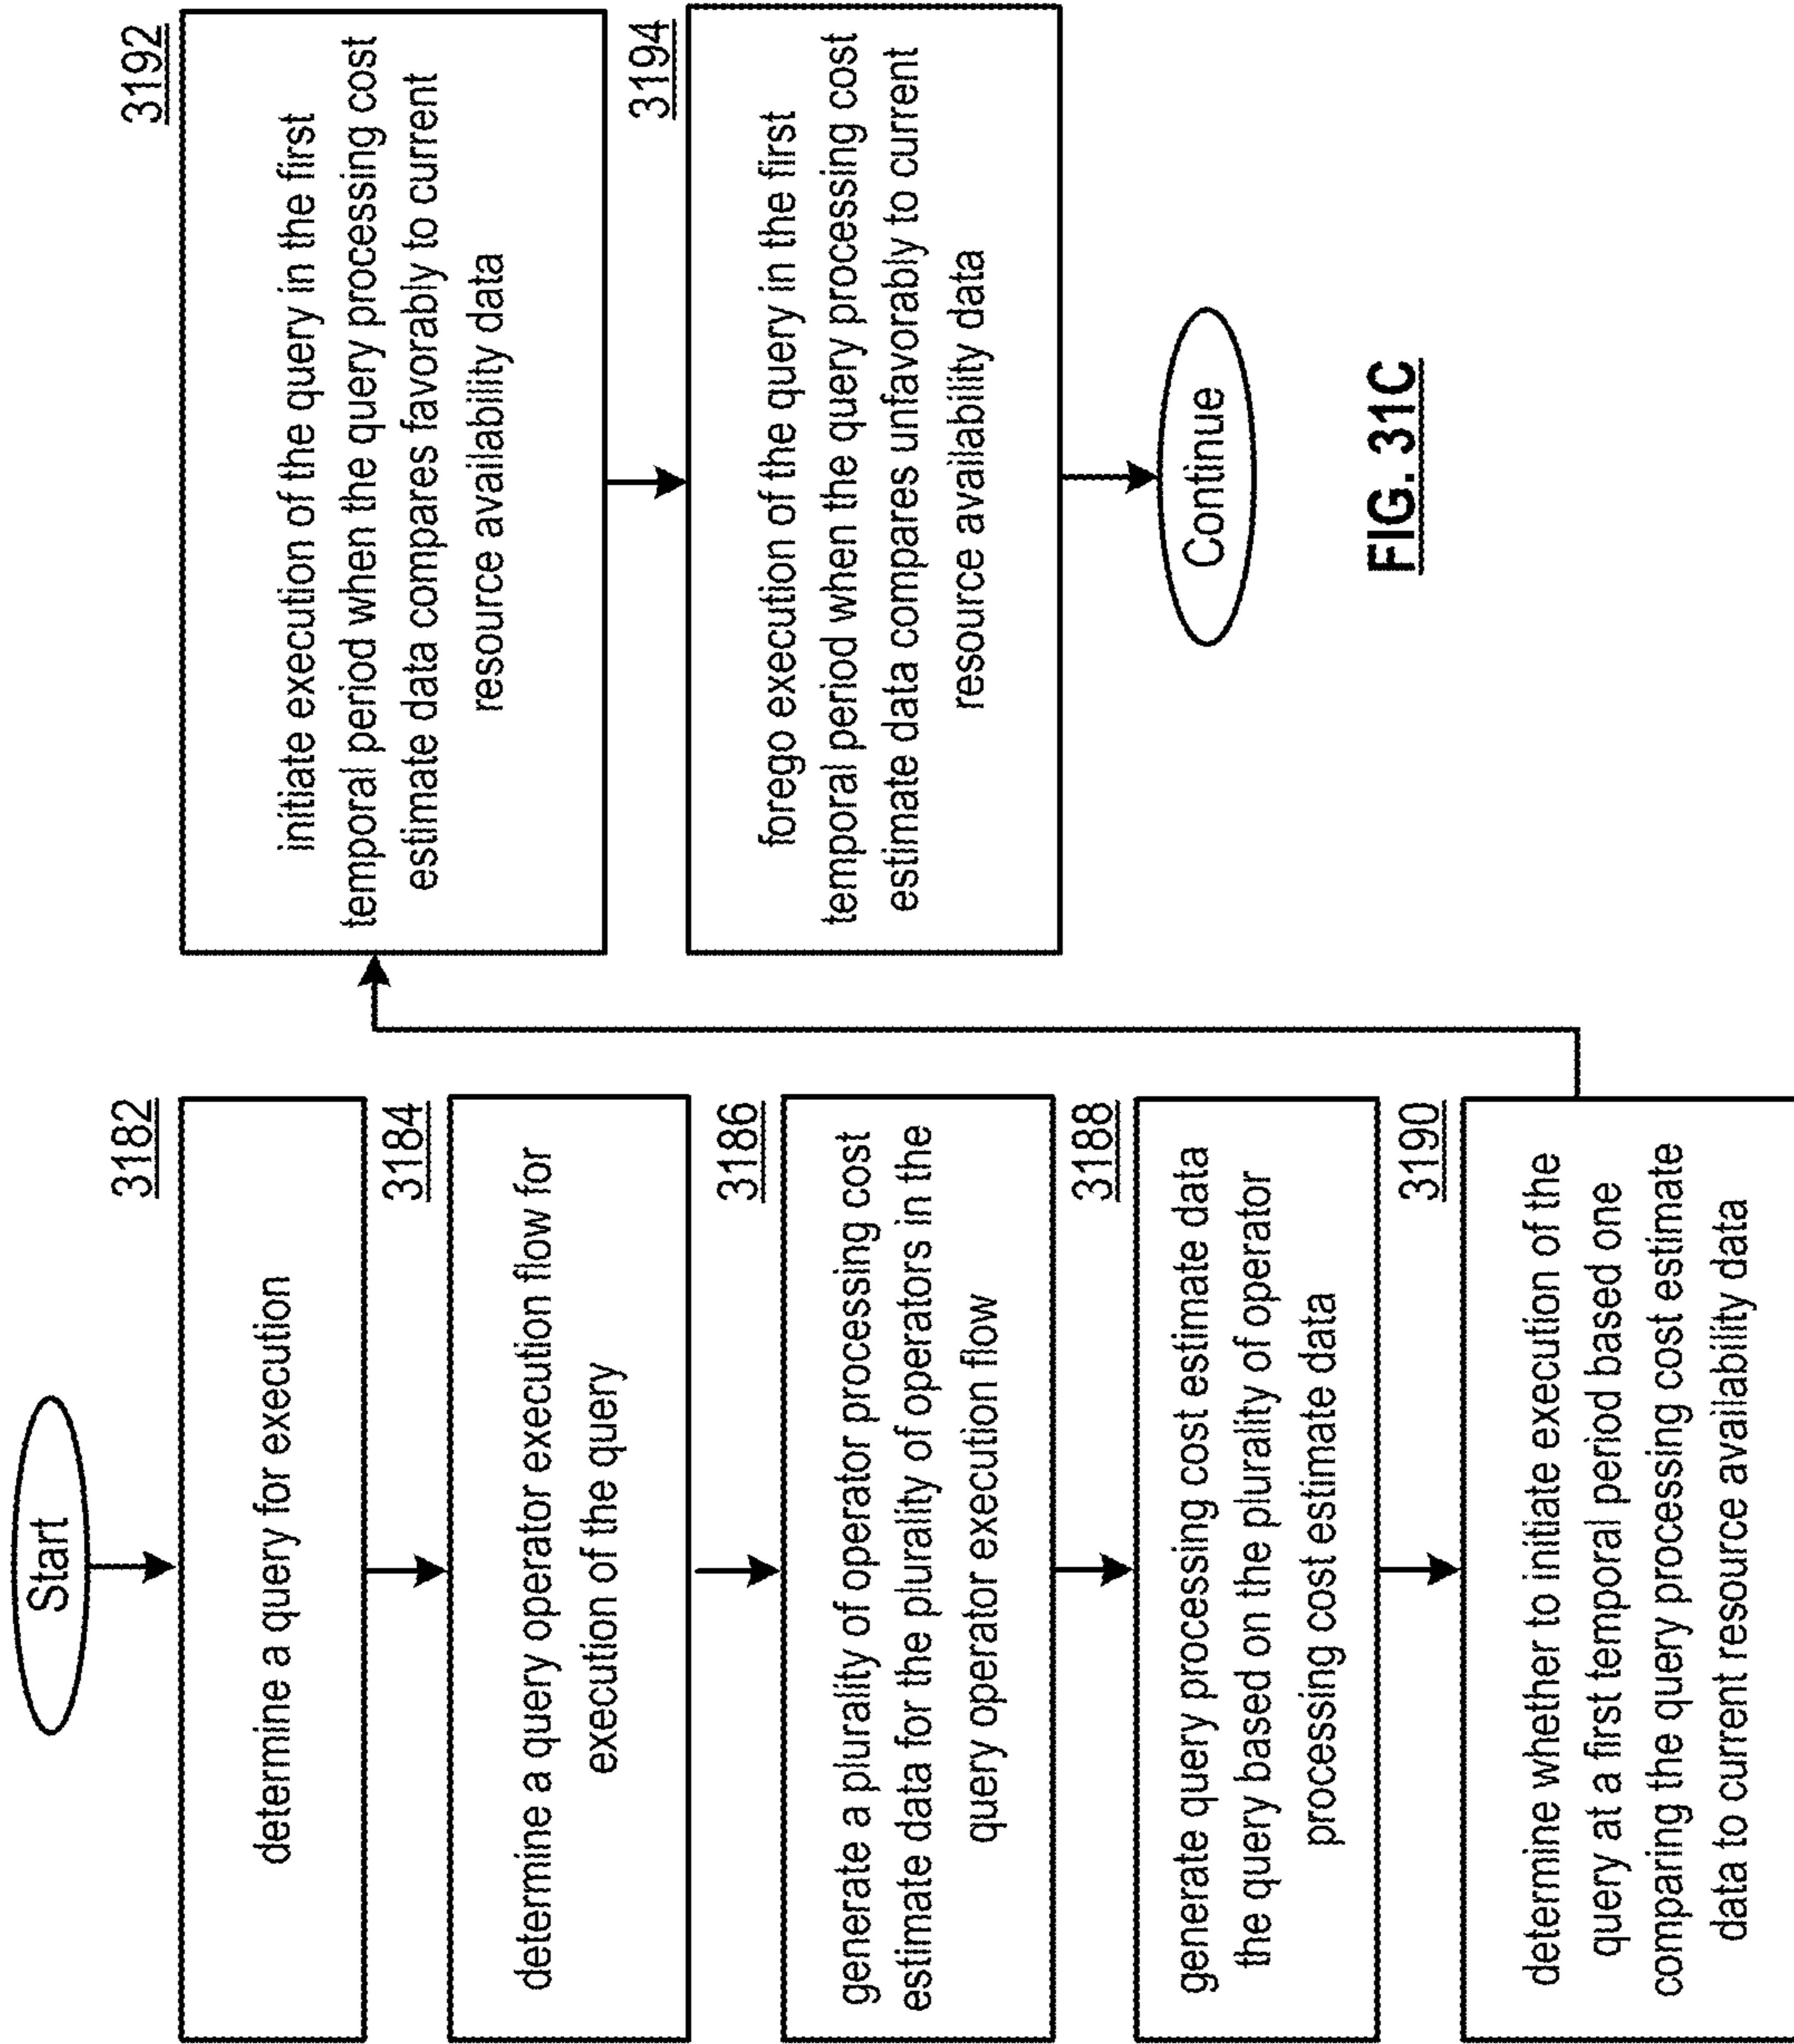 Start
3182
determine a query for execution
3184
determine a query operator execution flow for
execution of the query
3186
generate a plurality of operator processing cost
estimate data for the plurality of operators in the
query operator execution flow
3188
generate query processing cost estimate data
the query based on the plurality of operator
processing cost estimate data
3190
determine whether to initiate execution of the
query at a first temporal period based one
comparing the query processing cost estimate
data to current resource availability data
3192
initiate execution of the query in the first
temporal period when the query processing cost
estimate data compares favorably to current
resource availability data
3194
forego execution of the query in the first
temporal period when the query processing cost
estimate data compares unfavorably to current
resource availability data
Continue
FIG. 31C